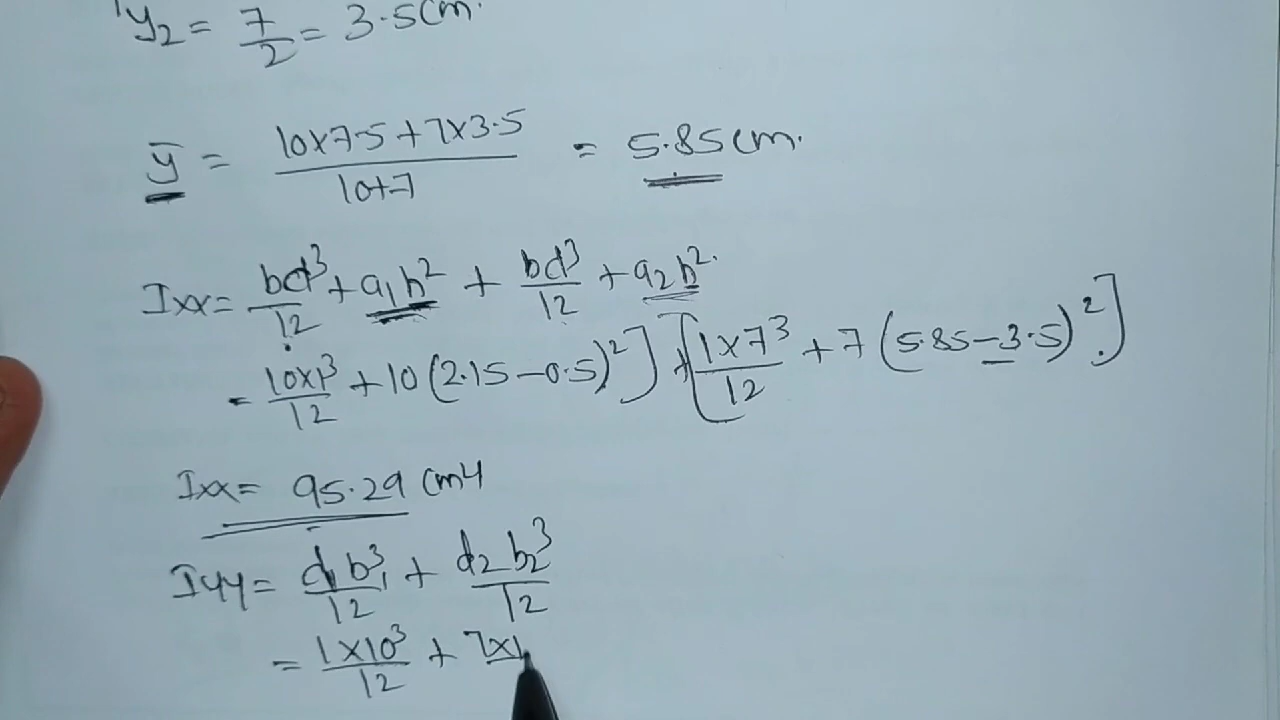 y₂ = 7/2 = 3.5cm.
ȳ = (10×7.5+7×3.5)/(10+7) = 5.85cm.
Ixx = bd³/12 + a₁h² + bd³/12 + a₂h².
= 10×1³/12 + 10(2.15-0.5)²] + [1×7³/12 + 7(5.85-3.5)²]
Ixx = 95.29 cm4
Iyy = d₁b₁³/12 + d₂b₂³/12
= 1×10³/12 + 7×1